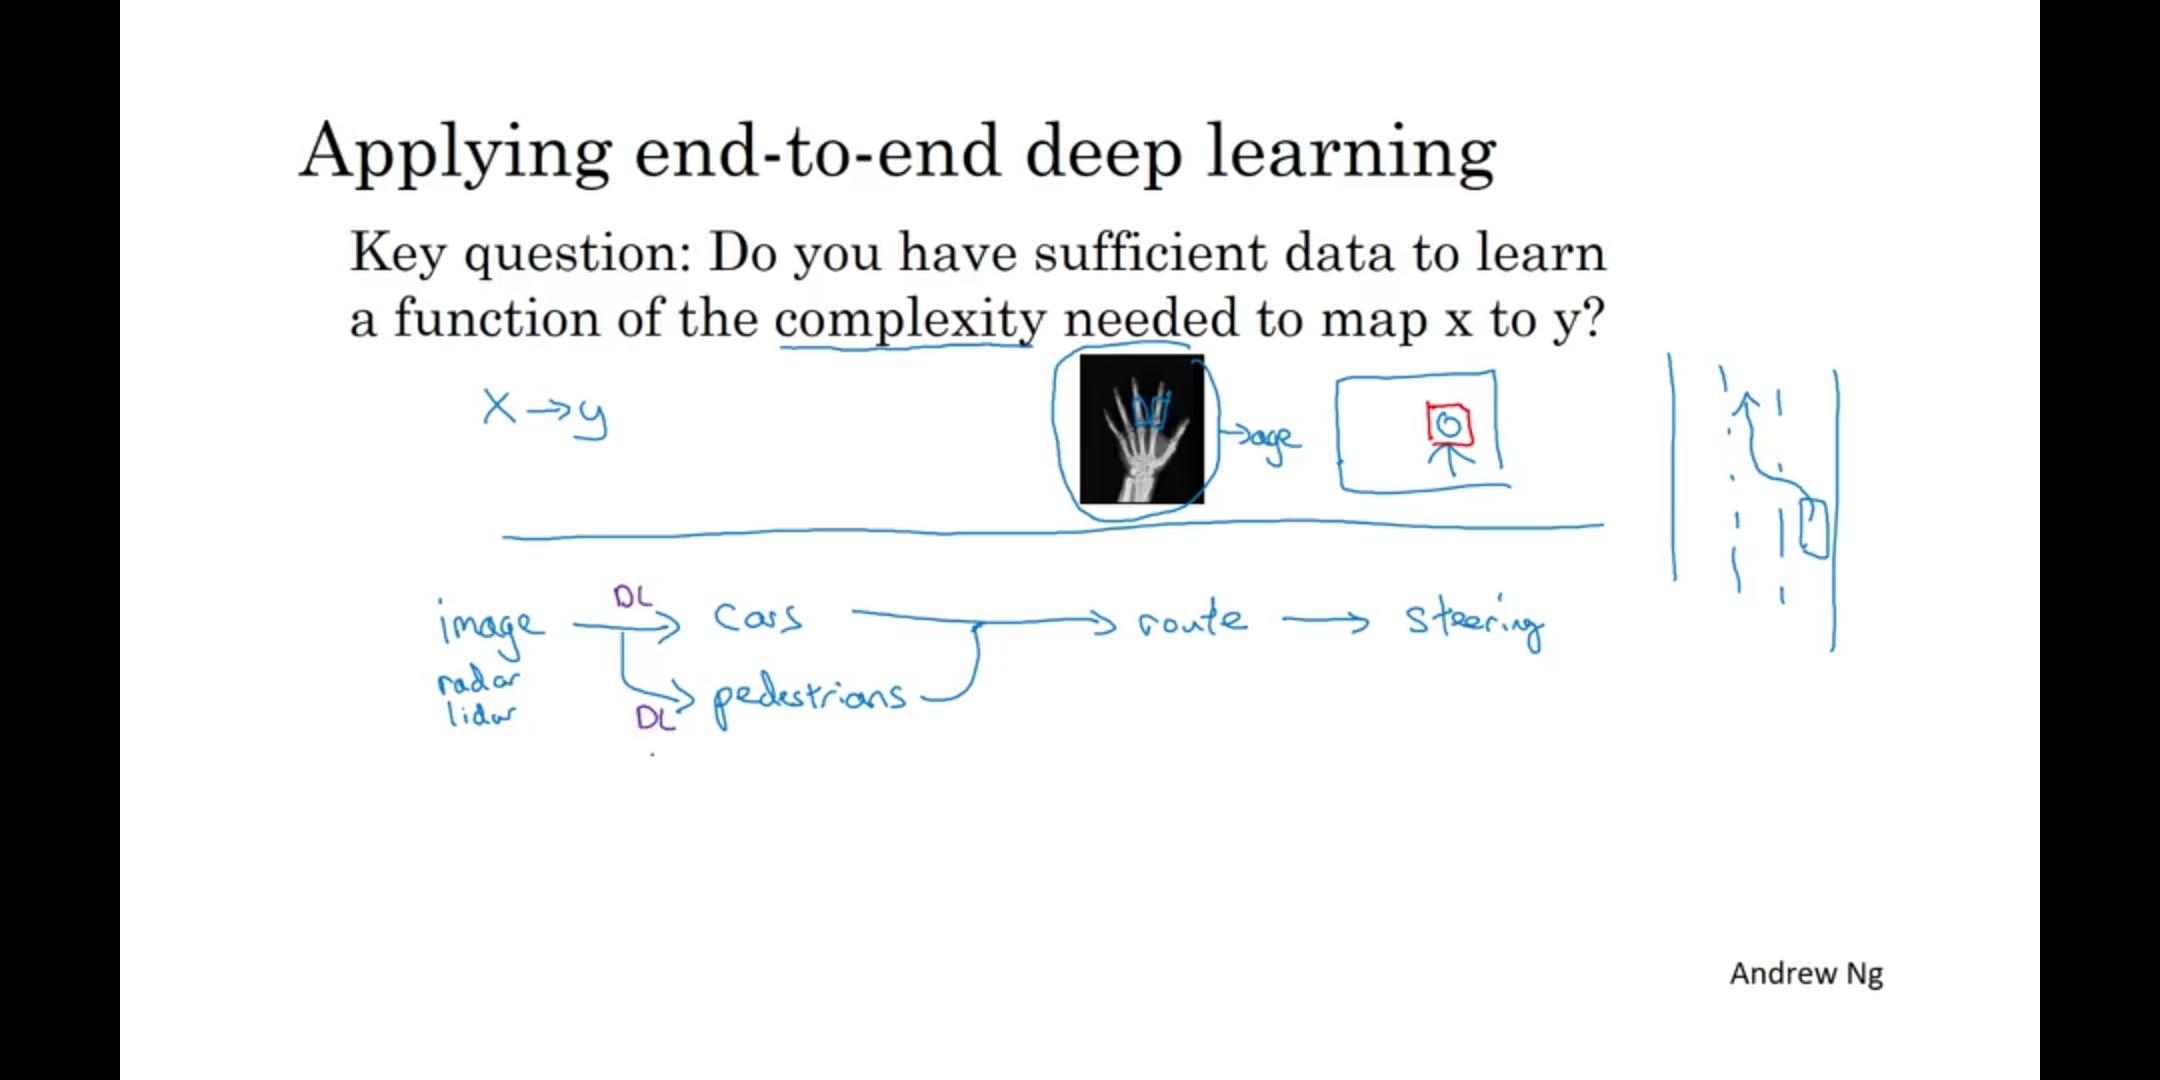 Applying end-to-end deep learning
Key question: Do you have sufficient data to learn
a function of the complexity needed to map x to y?
X → y
→ age
DL
image → cars → route → steering
radar
lidar
pedestrians
DL
Andrew Ng